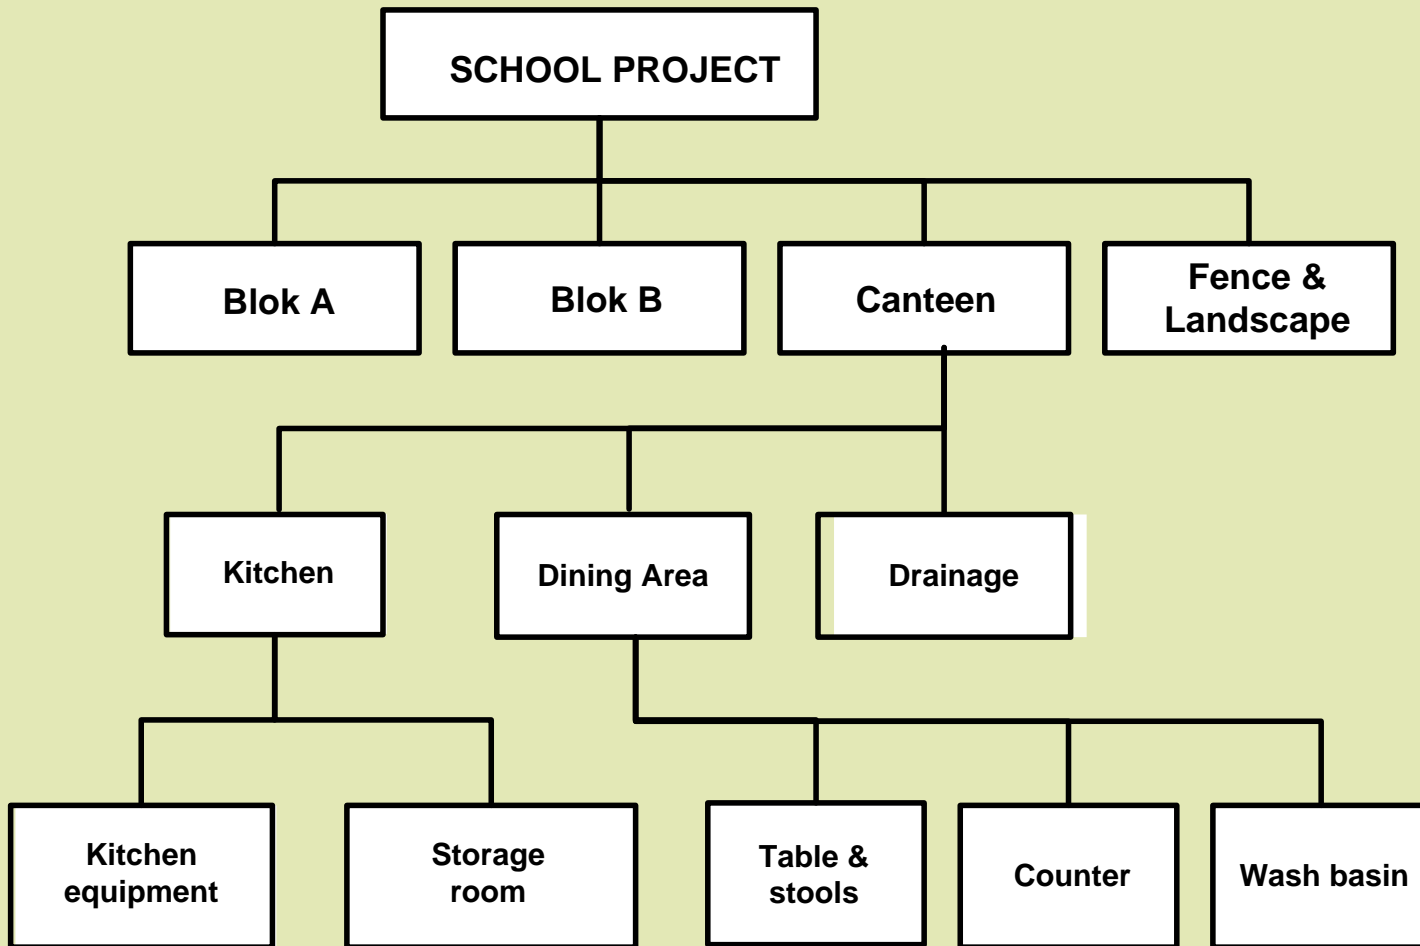 SCHOOL PROJECT
Blok A
Blok B
Canteen
Fence &
Landscape
Kitchen
Dining Area
Drainage
Kitchen
equipment
Storage
room
Table &
stools
Counter
Wash basin